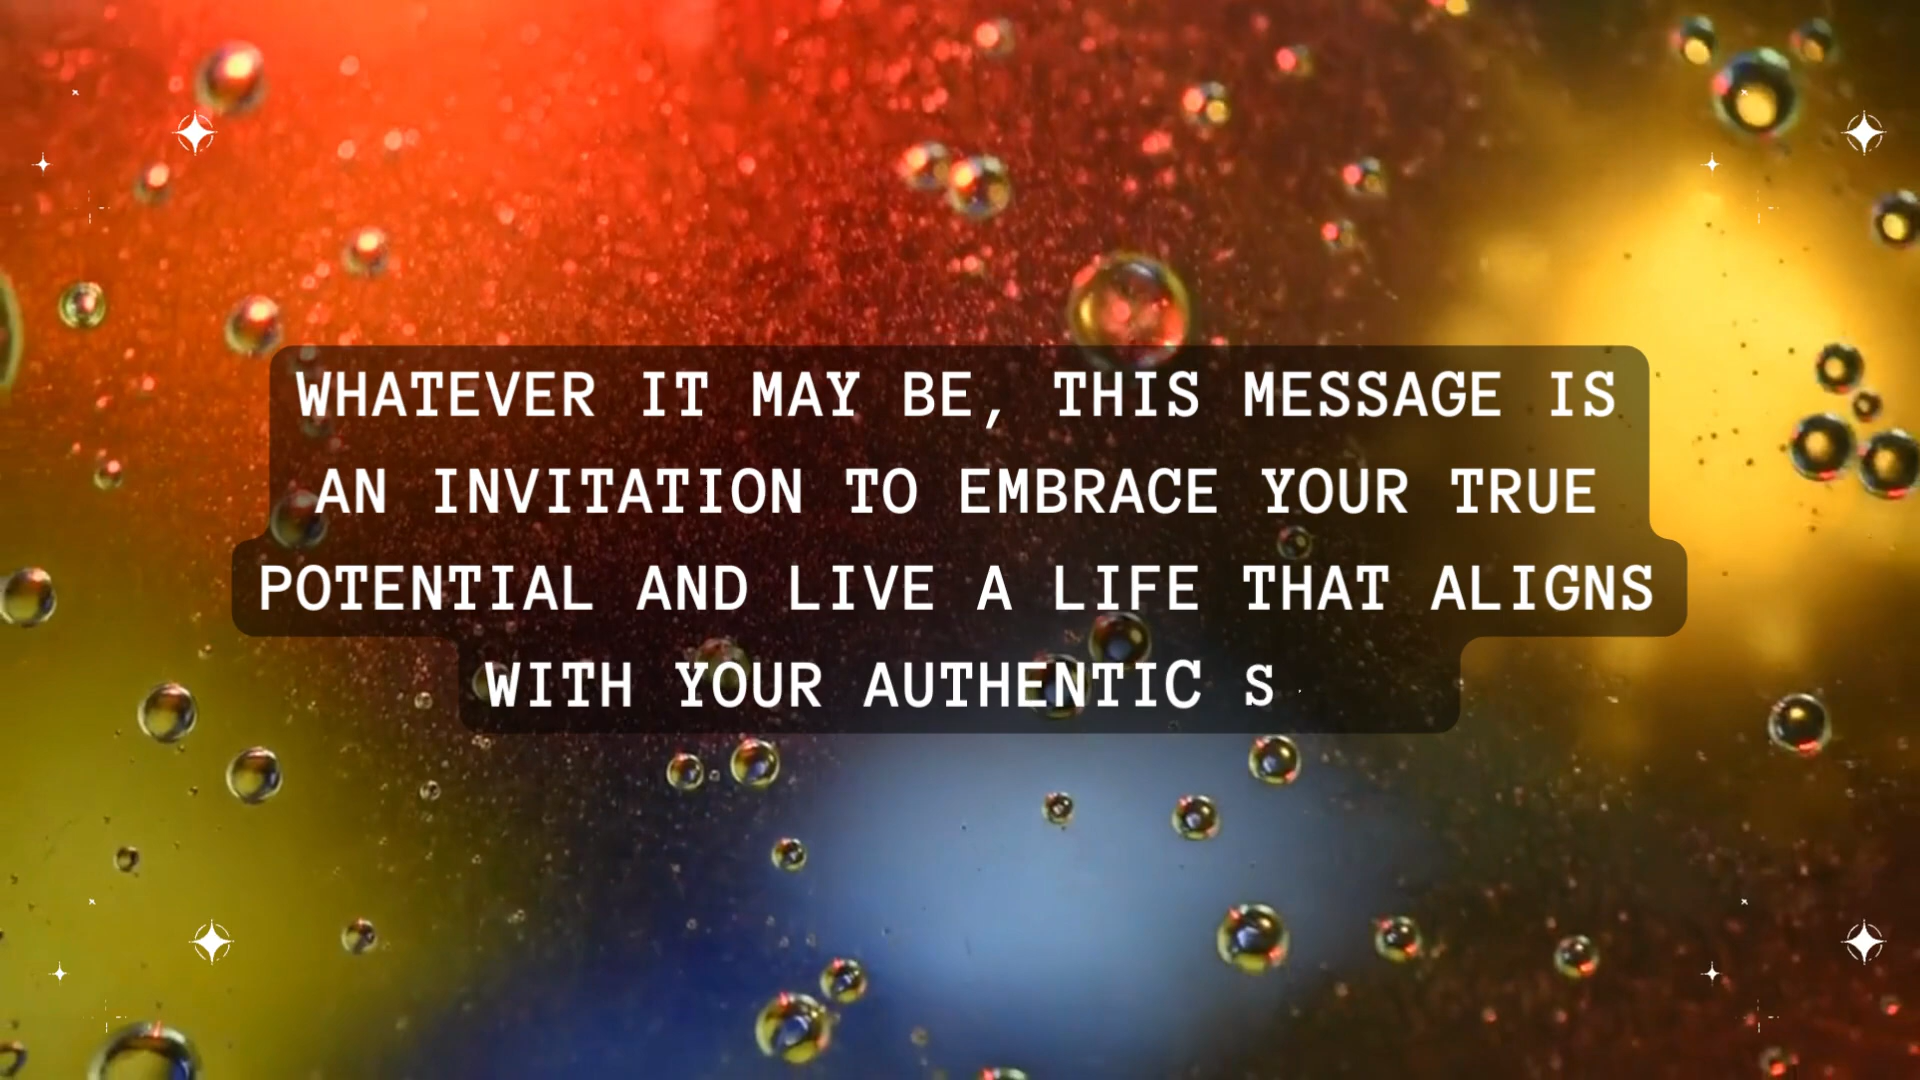 WHATEVER IT MAY BE, THIS MESSAGE IS
AN INVITATION TO EMBRACE YOUR TRUE
POTENTIAL AND LIVE A LIFE THAT ALIGNS
WITH YOUR AUTHENTIC S